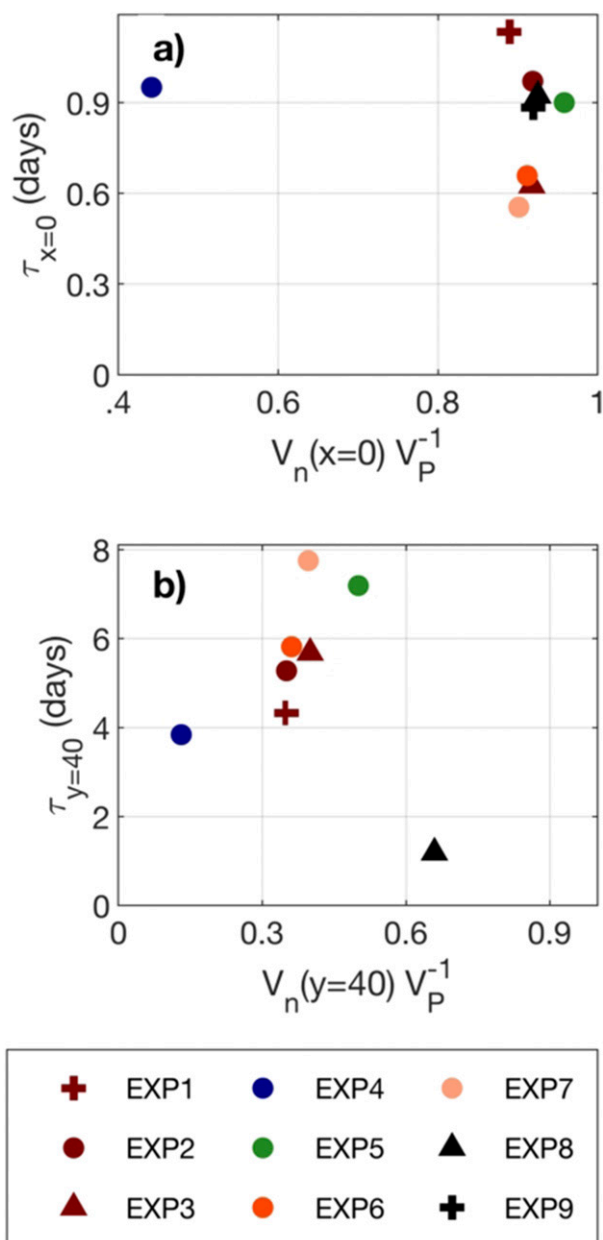 a)
0.9
0.6
0.3
0
τx=0 (days)
.4 0.6 0.8 1
Vn(x=0) VP-1
b)
8
6
4
2
0
τy=40 (days)
0 0.3 0.6 0.9
Vn(y=40) VP-1
EXP1 EXP4 EXP7
EXP2 EXP5 EXP8
EXP3 EXP6 EXP9